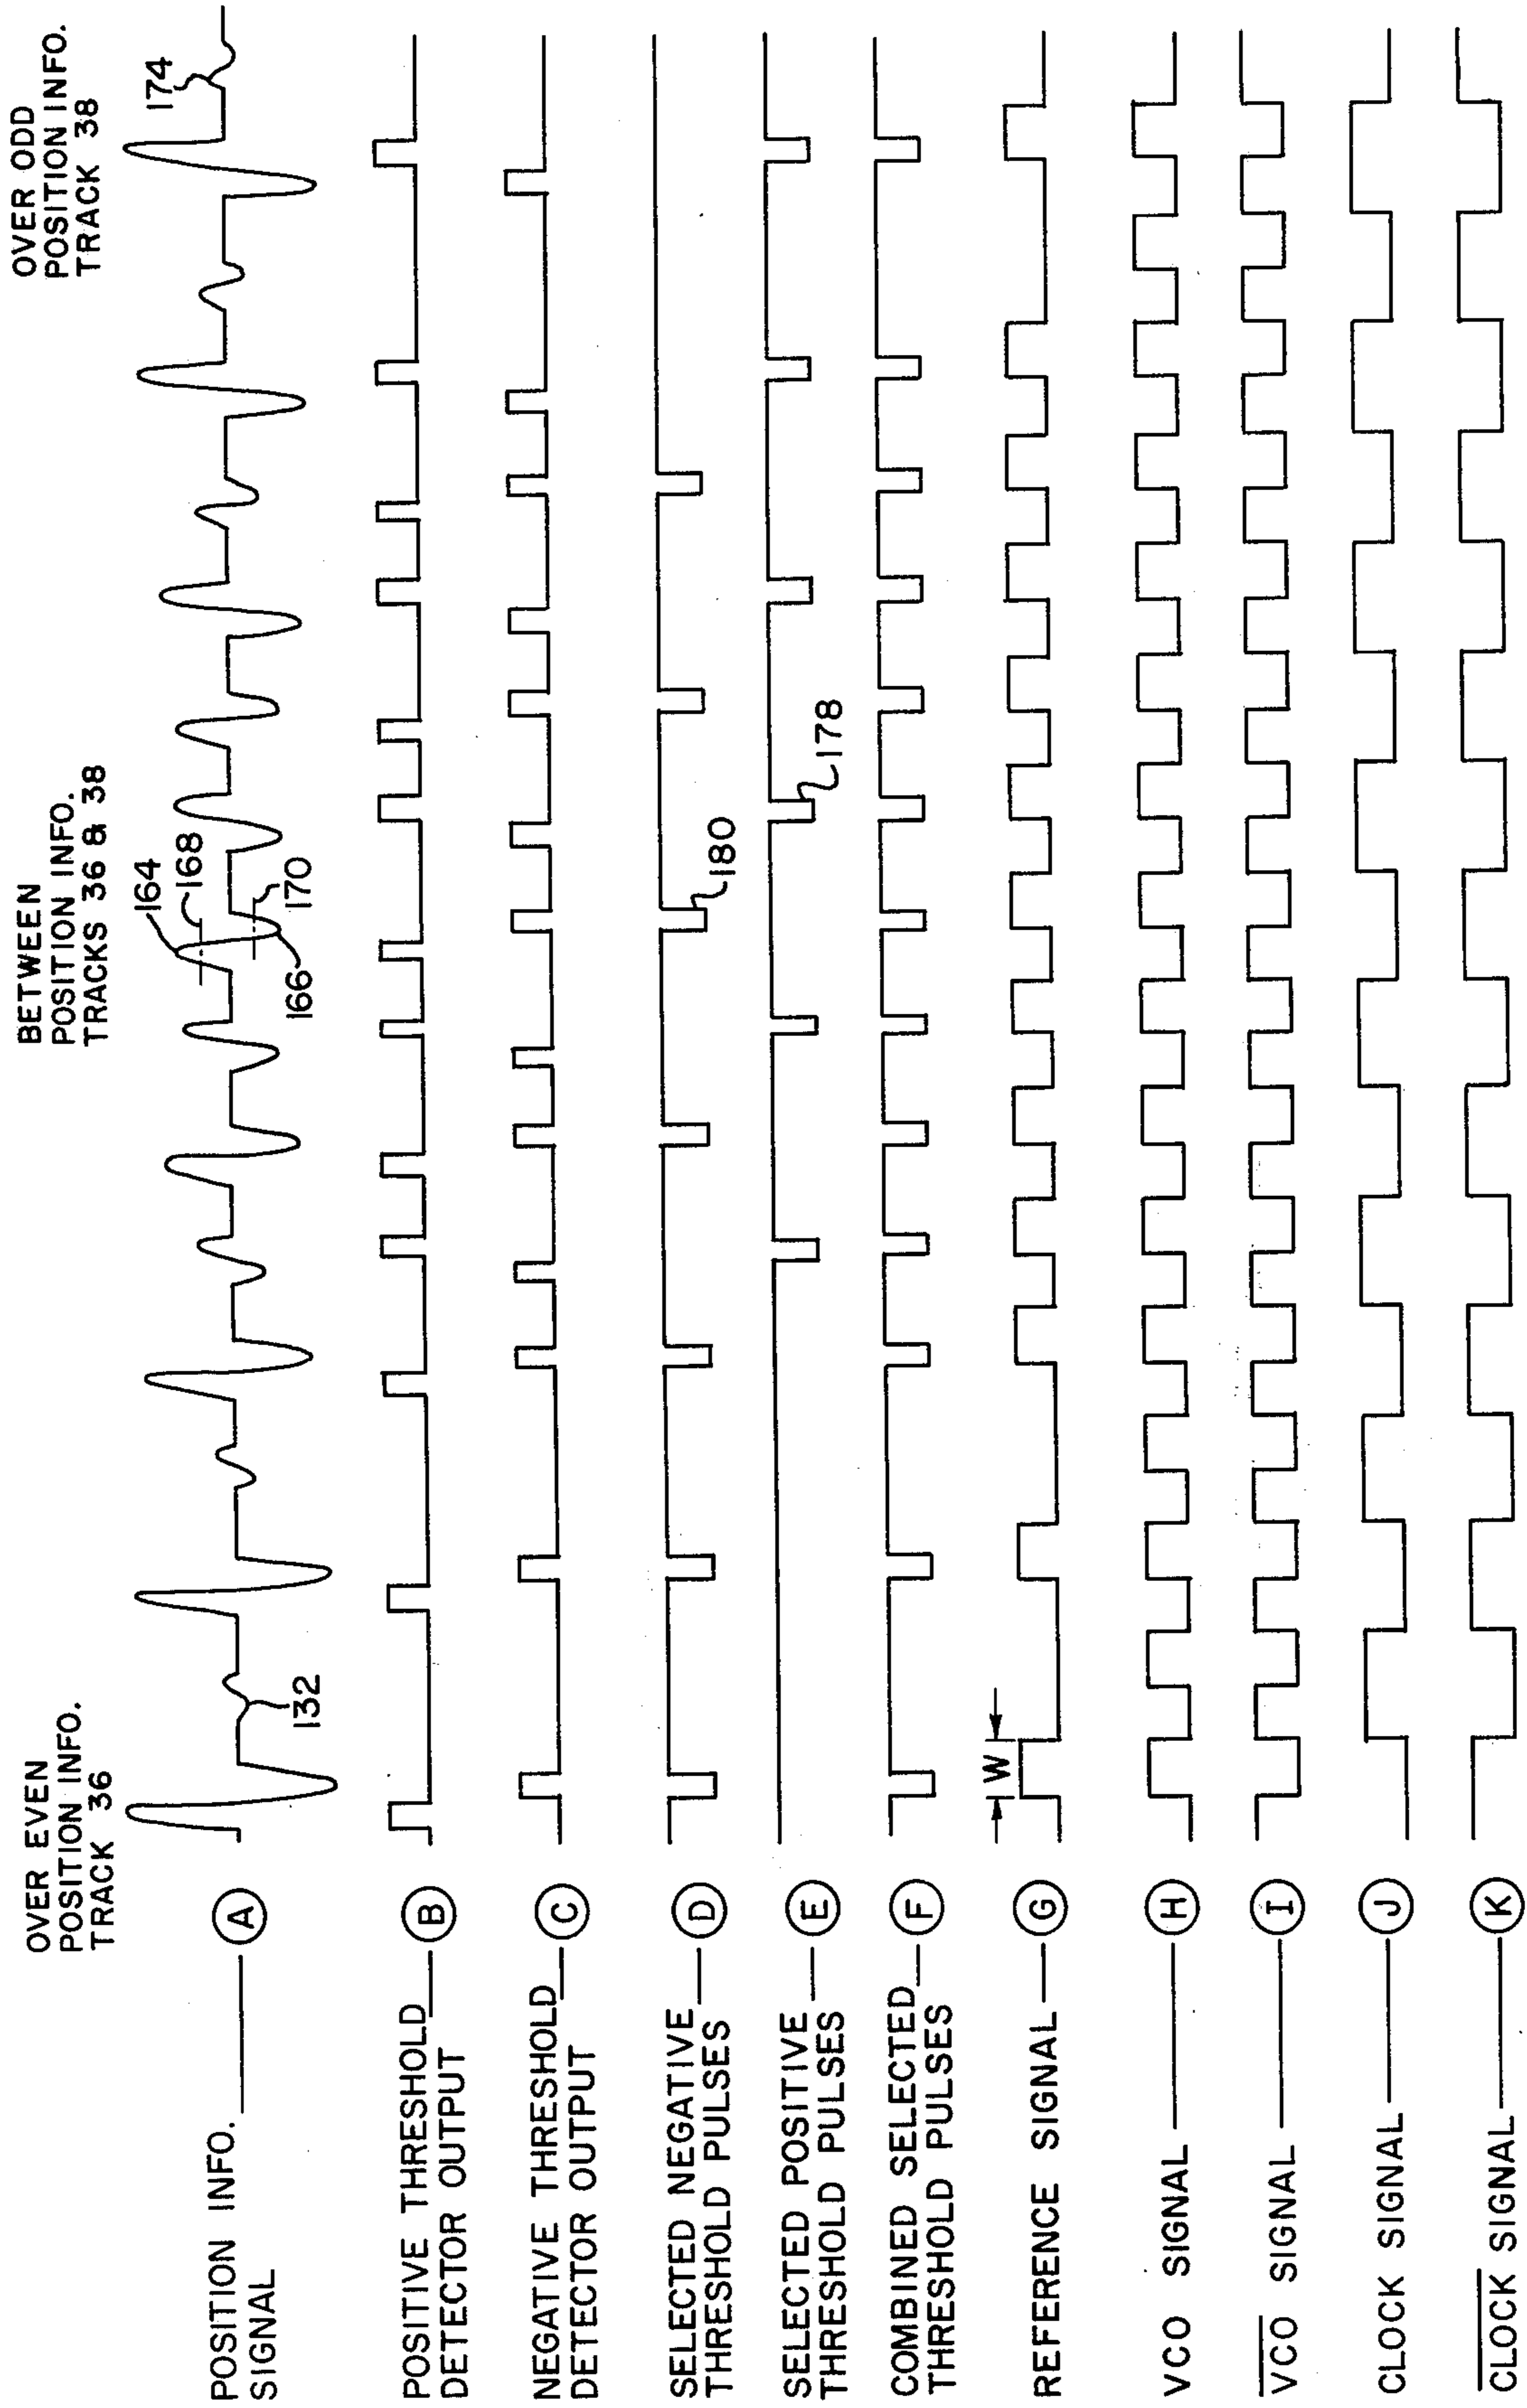 OVER EVEN
POSITION INFO.
TRACK 36
BETWEEN
POSITION INFO.
TRACKS 36 & 38
OVER ODD
POSITION INFO.
TRACK 38
POSITION INFO.
SIGNAL
A
132
164
166
168
170
174
POSITIVE THRESHOLD
DETECTOR OUTPUT
B
NEGATIVE THRESHOLD
DETECTOR OUTPUT
C
SELECTED NEGATIVE
THRESHOLD PULSES
D
180
SELECTED POSITIVE
THRESHOLD PULSES
E
178
COMBINED SELECTED
THRESHOLD PULSES
F
REFERENCE SIGNAL
G
W
VCO SIGNAL
H
V̅C̅O̅ SIGNAL
I
CLOCK SIGNAL
J
C̅L̅O̅C̅K̅ SIGNAL
K